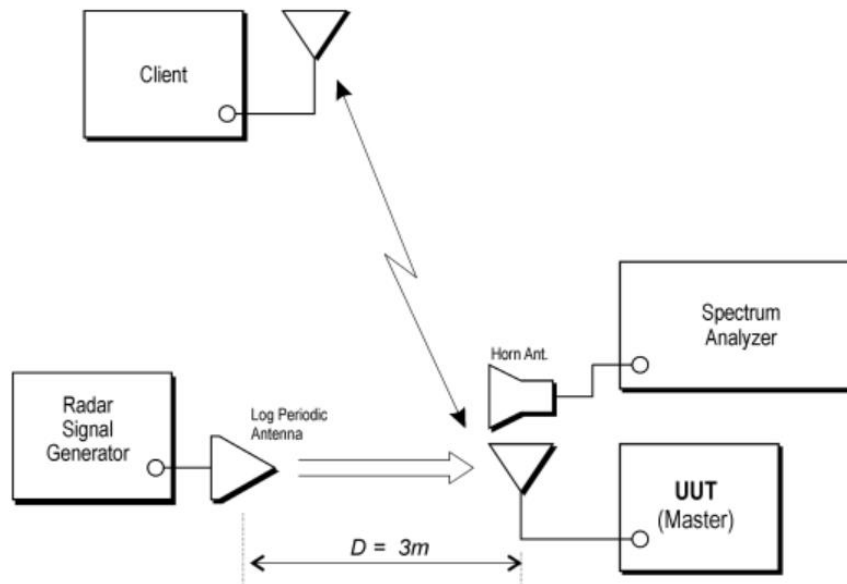 Client
Spectrum
Analyzer
Horn Ant.
Radar
Signal
Generator
Log Periodic
Antenna
UUT
(Master)
D = 3m